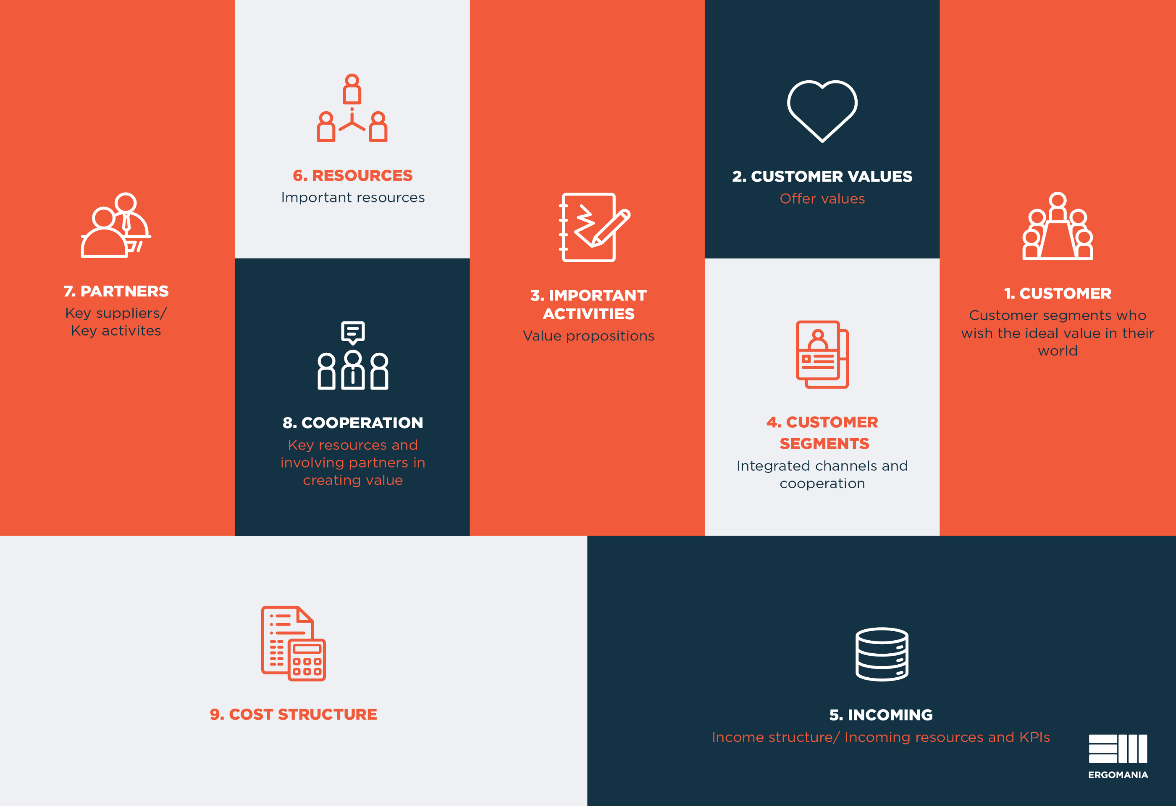 6. RESOURCES
Important resources
2. CUSTOMER VALUES
Offer values
7. PARTNERS
Key suppliers/
Key activites
3. IMPORTANT
ACTIVITIES
Value propositions
1. CUSTOMER
Customer segments who
wish the ideal value in their
world
8. COOPERATION
Key resources and
involving partners in
creating value
4. CUSTOMER
SEGMENTS
Integrated channels and
cooperation
9. COST STRUCTURE
5. INCOMING
Income structure/ Incoming resources and KPIs
ERGOMANIA